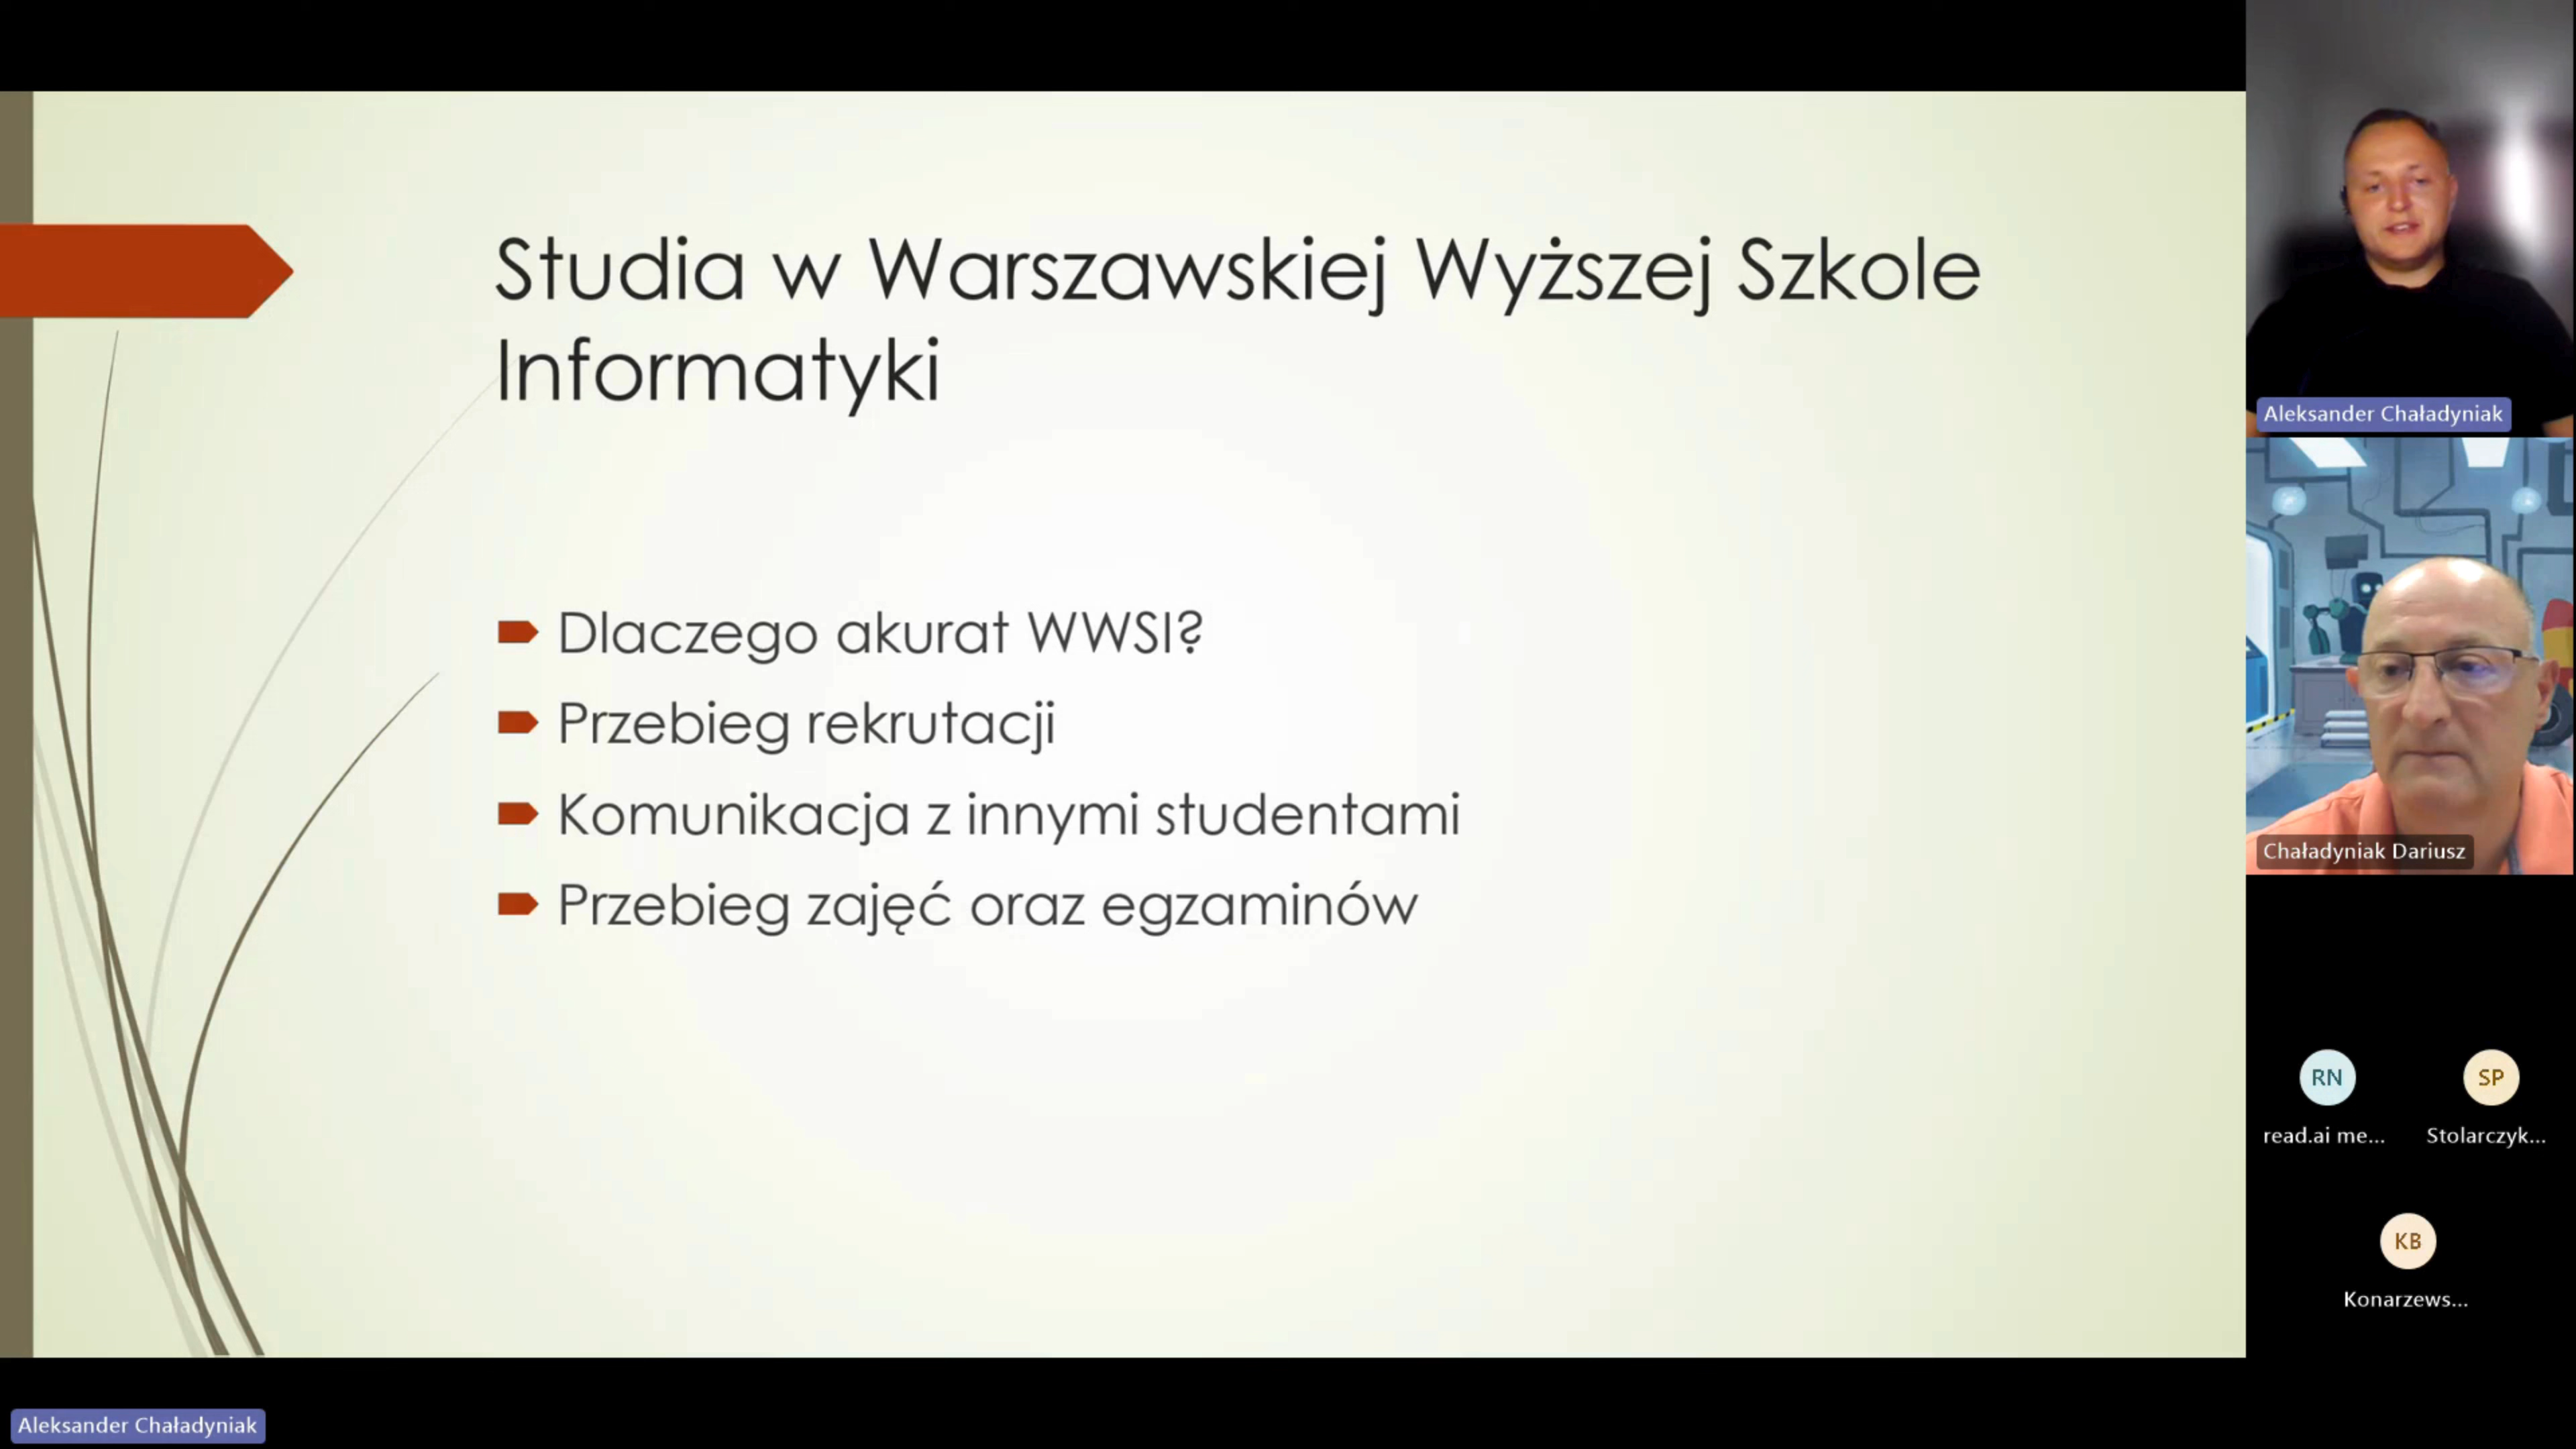 Studia w Warszawskiej Wyższej Szkole
Informatyki
Dlaczego akurat WWSI?
Przebieg rekrutacji
Komunikacja z innymi studentami
Przebieg zajęć oraz egzaminów
Aleksander Chaładyniak
Chaładyniak Dariusz
RN
SP
read.ai me...
Stolarczyk...
KB
Konarzews...
Aleksander Chaładyniak